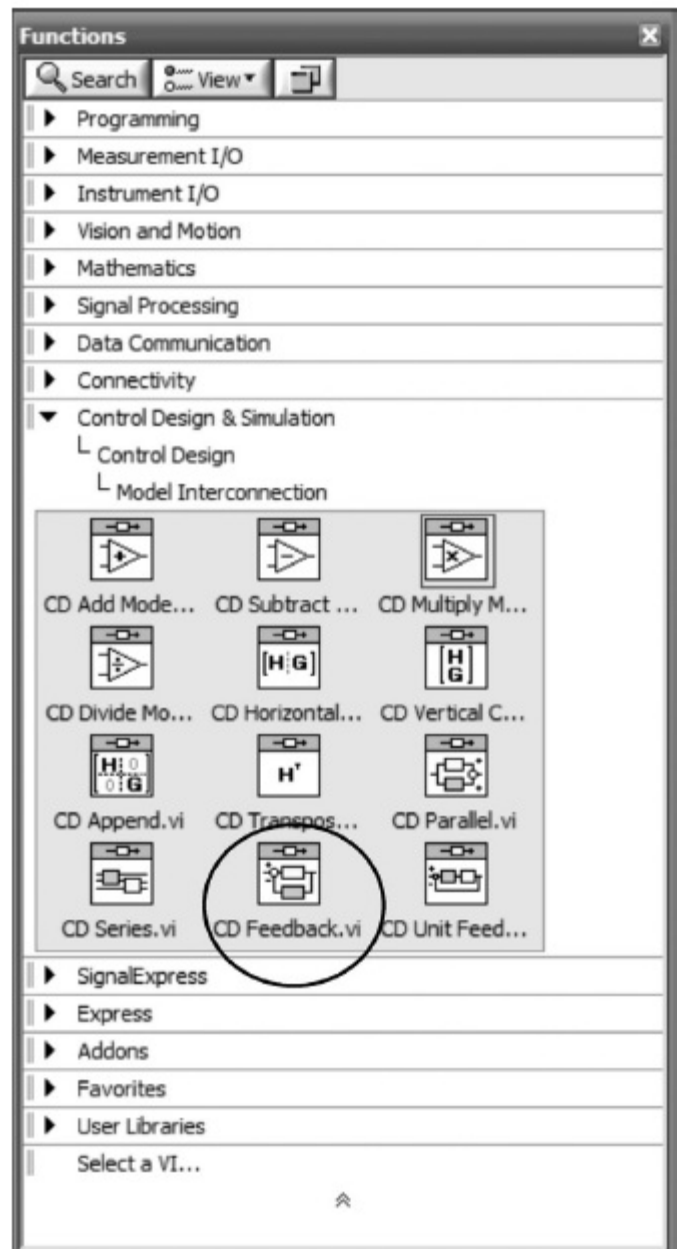 Functions
Search View
Programming
Measurement I/O
Instrument I/O
Vision and Motion
Mathematics
Signal Processing
Data Communication
Connectivity
Control Design & Simulation
Control Design
Model Interconnection
CD Add Mode... CD Subtract ... CD Multiply M...
[H G] [H G]
CD Divide Mo... CD Horizontal... CD Vertical C...
H 0 0 G H^T
CD Append.vi CD Transpos... CD Parallel.vi
CD Series.vi CD Feedback.vi CD Unit Feed...
SignalExpress
Express
Addons
Favorites
User Libraries
Select a VI...